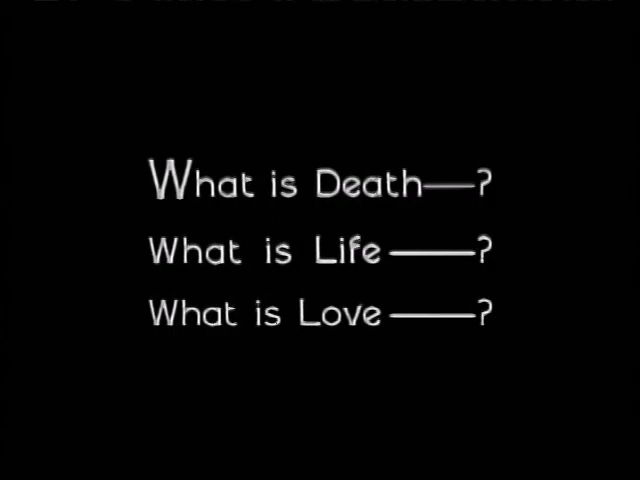 What is Death—?
What is Life——?
What is Love——?